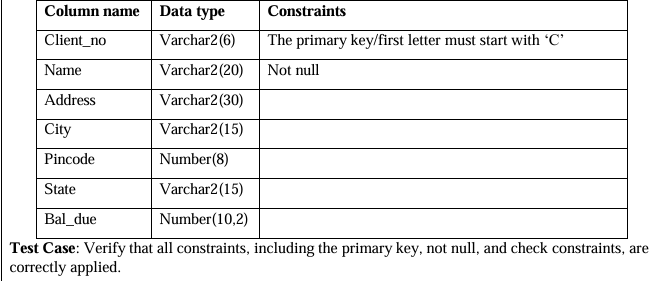 Column name Data type Constraints
Client_no Varchar2(6) The primary key/first letter must start with ‘C’
Name Varchar2(20) Not null
Address Varchar2(30)
City Varchar2(15)
Pincode Number(8)
State Varchar2(15)
Bal_due Number(10,2)
Test Case: Verify that all constraints, including the primary key, not null, and check constraints, are
correctly applied.